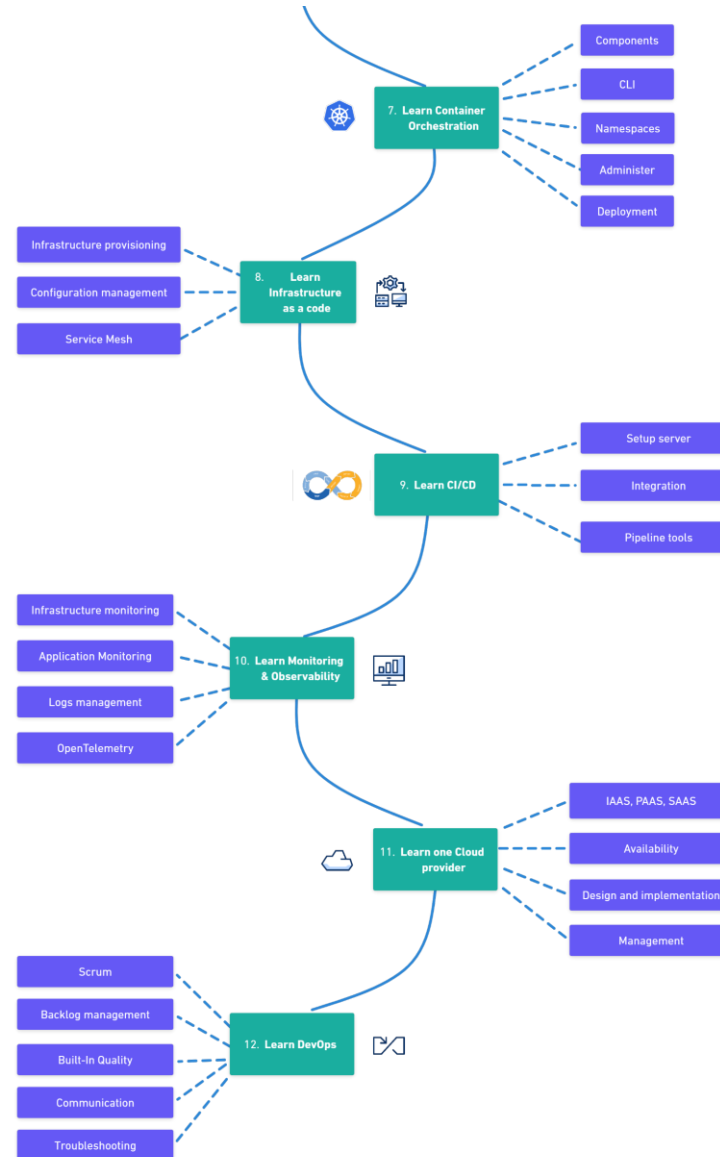 Components
7. Learn Container
Orchestration
CLI
Namespaces
Administer
Deployment
Infrastructure provisioning
8. Learn
Infrastructure
as a code
Configuration management
Service Mesh
Setup server
9. Learn CI/CD
Integration
Pipeline tools
Infrastructure monitoring
Application Monitoring
10. Learn Monitoring
& Observability
Logs management
OpenTelemetry
IAAS, PAAS, SAAS
11. Learn one Cloud
provider
Availability
Design and implementation
Management
Scrum
Backlog management
12. Learn DevOps
Built-In Quality
Communication
Troubleshooting